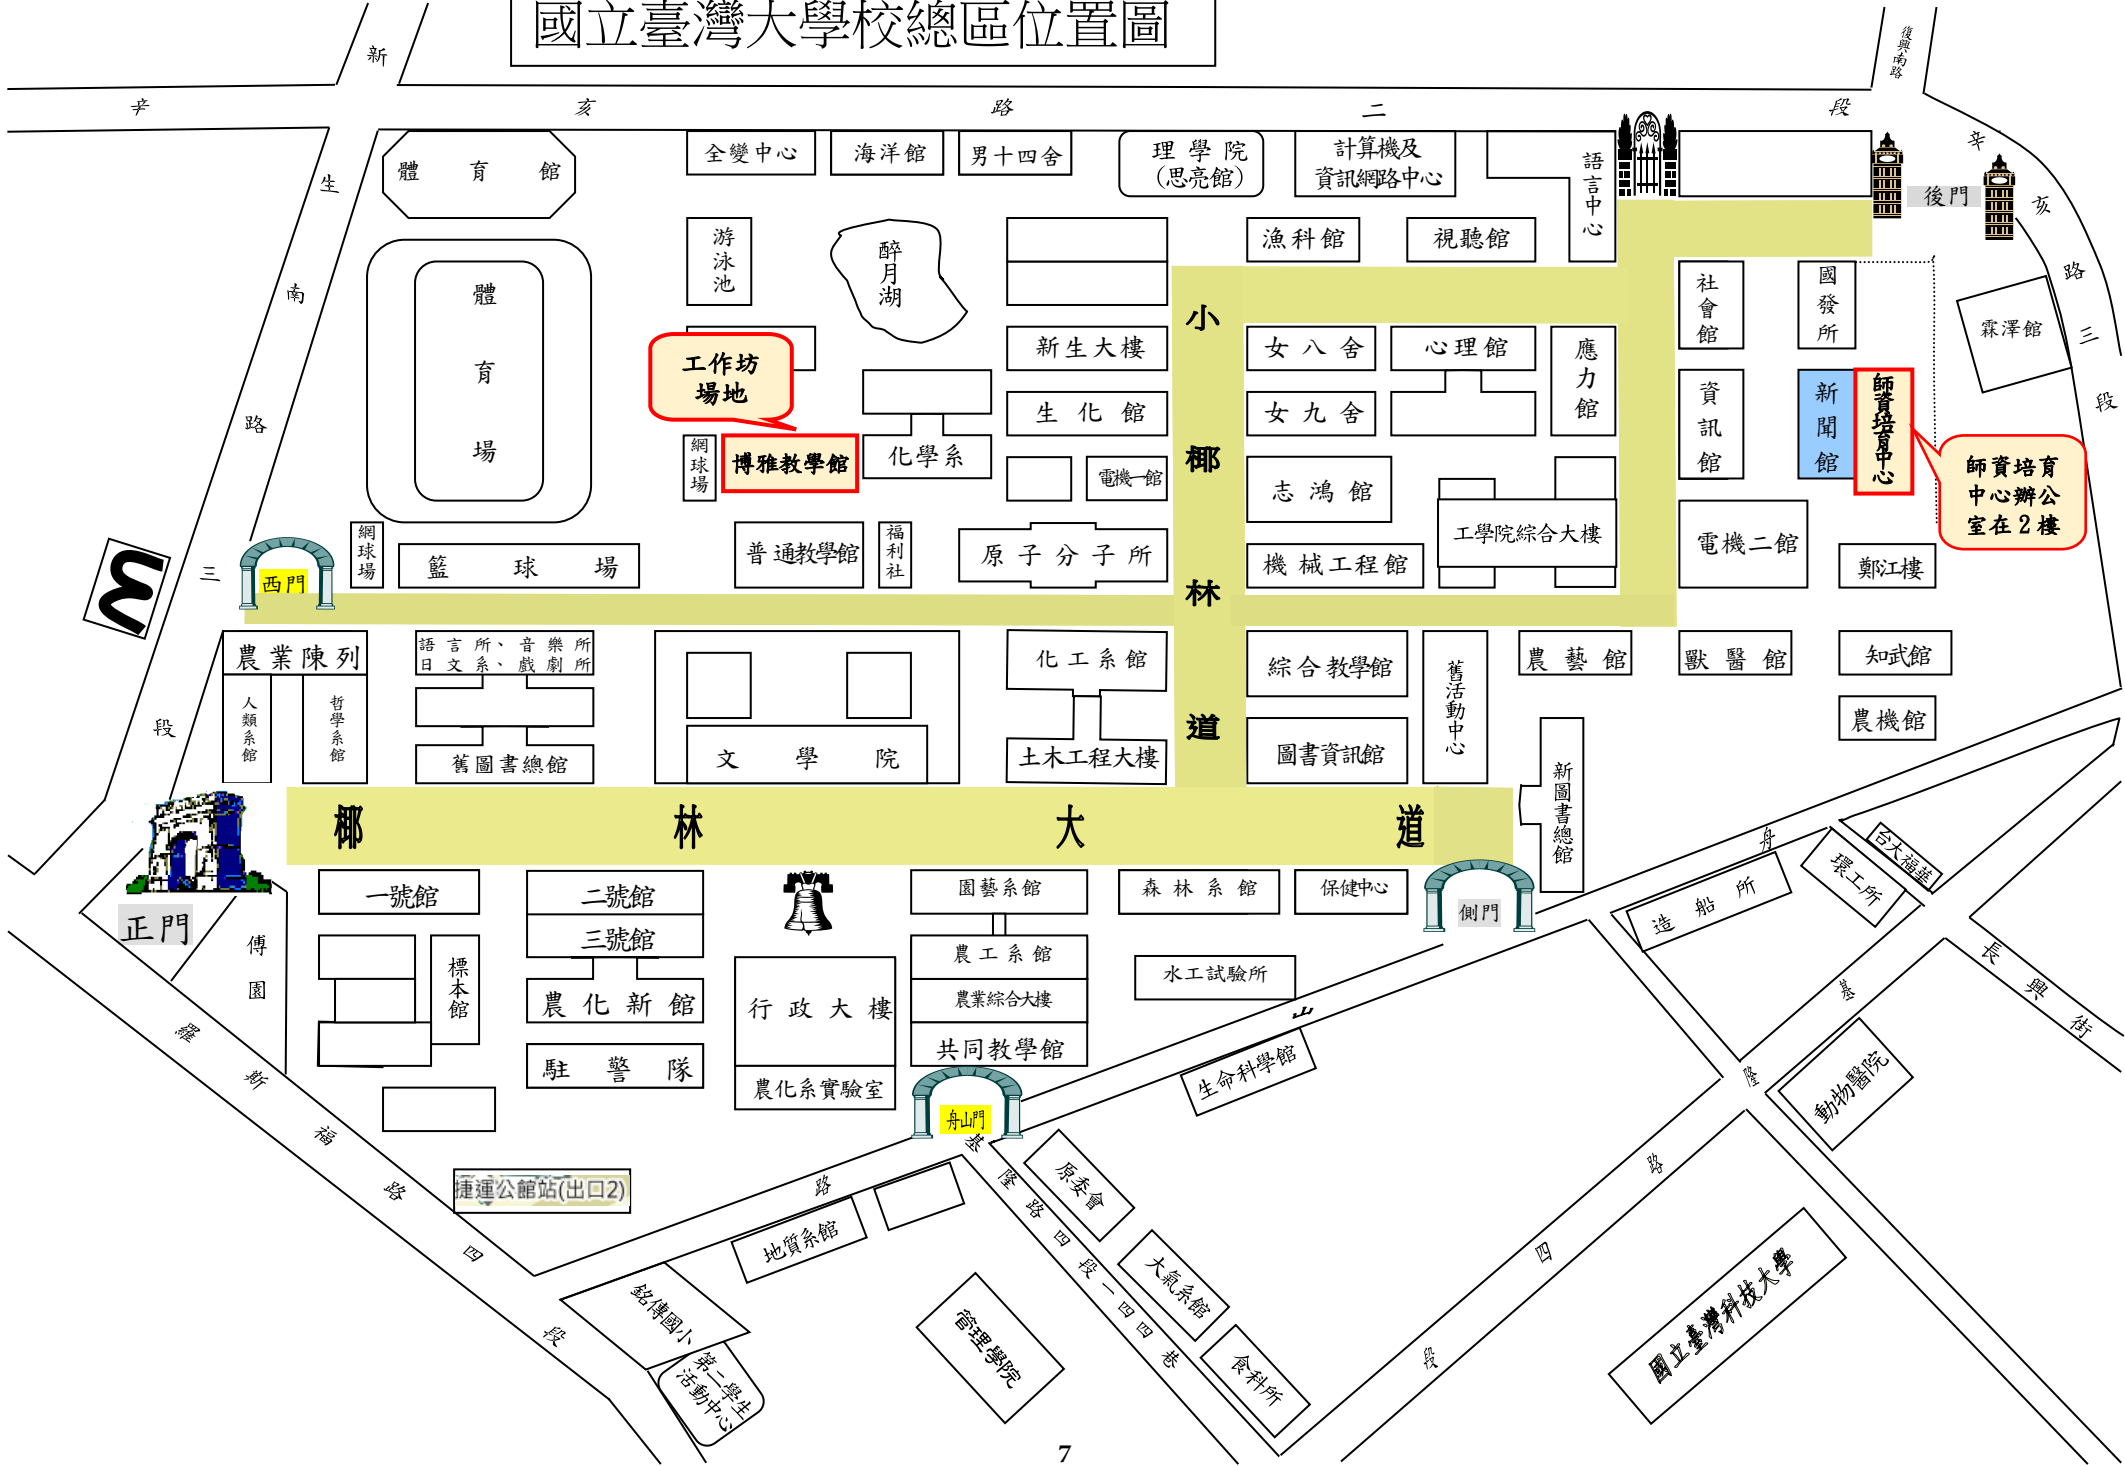 國立臺灣大學校總區位置圖
新生南路三段
辛亥路二段
復興南路
辛亥路三段
體育館
全變中心
海洋館
男十四舍
理學院
(思亮館)
計算機及
資訊網路中心
語言中心
後門
游泳池
醉月湖
漁科館
視聽館
體育場
小椰林道
社會館
國發所
霖澤館
工作坊
場地
新生大樓
女八舍
心理館
應力館
生化館
女九舍
資訊館
新聞館
師資培育中心
師資培育
中心辦公
室在2樓
網球場
博雅教學館
化學系
電機一館
志鴻館
工學院綜合大樓
網球場
籃球場
普通教學館
福利社
原子分子所
機械工程館
電機二館
鄭江樓
西門
農業陳列
語言所、音樂所
日文系、戲劇所
化工系館
綜合教學館
舊活動中心
農藝館
獸醫館
知武館
人類系館
哲學系館
舊圖書總館
文學院
土木工程大樓
圖書資訊館
農機館
新圖書總館
椰林大道
正門
傅園
一號館
二號館
三號館
園藝系館
森林系館
保健中心
側門
舟山路
造船所
環工所
台大福華
標本館
農化新館
行政大樓
農工系館
農業綜合大樓
水工試驗所
長興街
駐警隊
共同教學館
農化系實驗室
舟山門
生命科學館
動物醫院
基隆路四段
羅斯福路四段
捷運公館站(出口2)
基隆路四段一四四巷
原委會
地質系館
大氣系館
食科所
銘傳國小
第二學生
活動中心
管理學院
國立臺灣科技大學
7